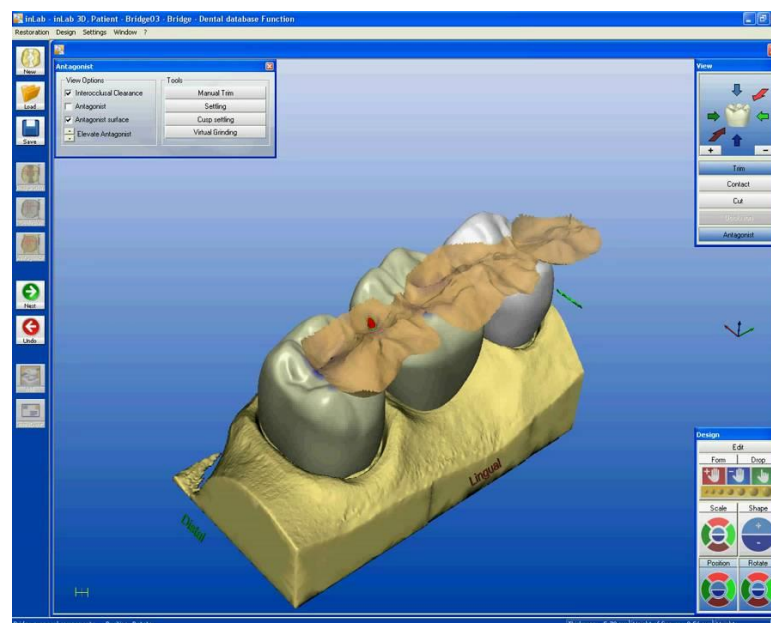 inLab - inLab 3D, Patient - Bridge03 - Bridge - Dental database Function
Restoration Design Settings Window ?
New
Load
Save
Next
Undo
Antagonist
View Options
Interocclusal Clearance
Antagonist
Antagonist surface
Elevate Antagonist
Tools
Manual Trim
Settling
Cusp settling
Virtual Grinding
View
+ -
Trim
Contact
Cut
Antagonist
Distal
Lingual
Design
Edit
Form Drop
Scale Shape
+
-
Position Rotate